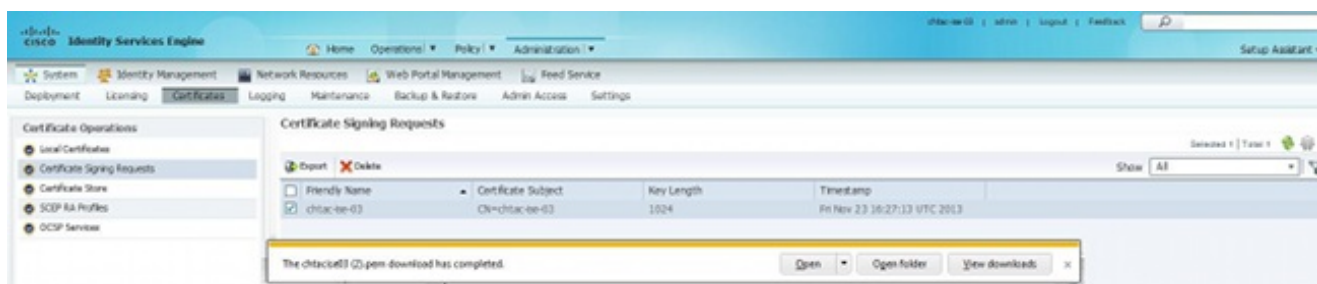 chtac-ise-03 | admin | Logout | Feedback
CISCO Identity Services Engine
Home Operations Policy Administration
Setup Assistant
System Identity Management Network Resources Web Portal Management Feed Service
Deployment Licensing Certificates Logging Maintenance Backup & Restore Admin Access Settings
Certificate Operations
Local Certificates
Certificate Signing Requests
Certificate Store
SCEP RA Profiles
OCSP Services
Certificate Signing Requests
Selected 1 | Total 1
Export Delete
Show All
Friendly Name Certificate Subject Key Length Timestamp
chtac-ise-03 CN=chtac-ise-03 1024 Fri Nov 23 16:27:13 UTC 2013
The chtacise03 (2).pem download has completed.
Open Open folder View downloads ×